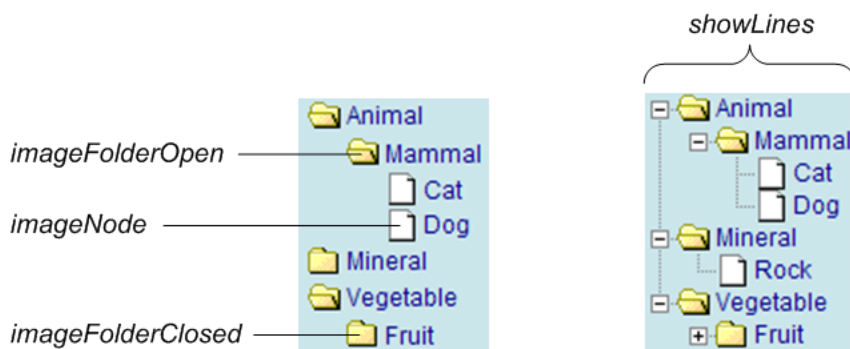 showLines
imageFolderOpen
imageNode
imageFolderClosed
Animal
Mammal
Cat
Dog
Mineral
Vegetable
Fruit
Animal
Mammal
Cat
Dog
Mineral
Rock
Vegetable
Fruit